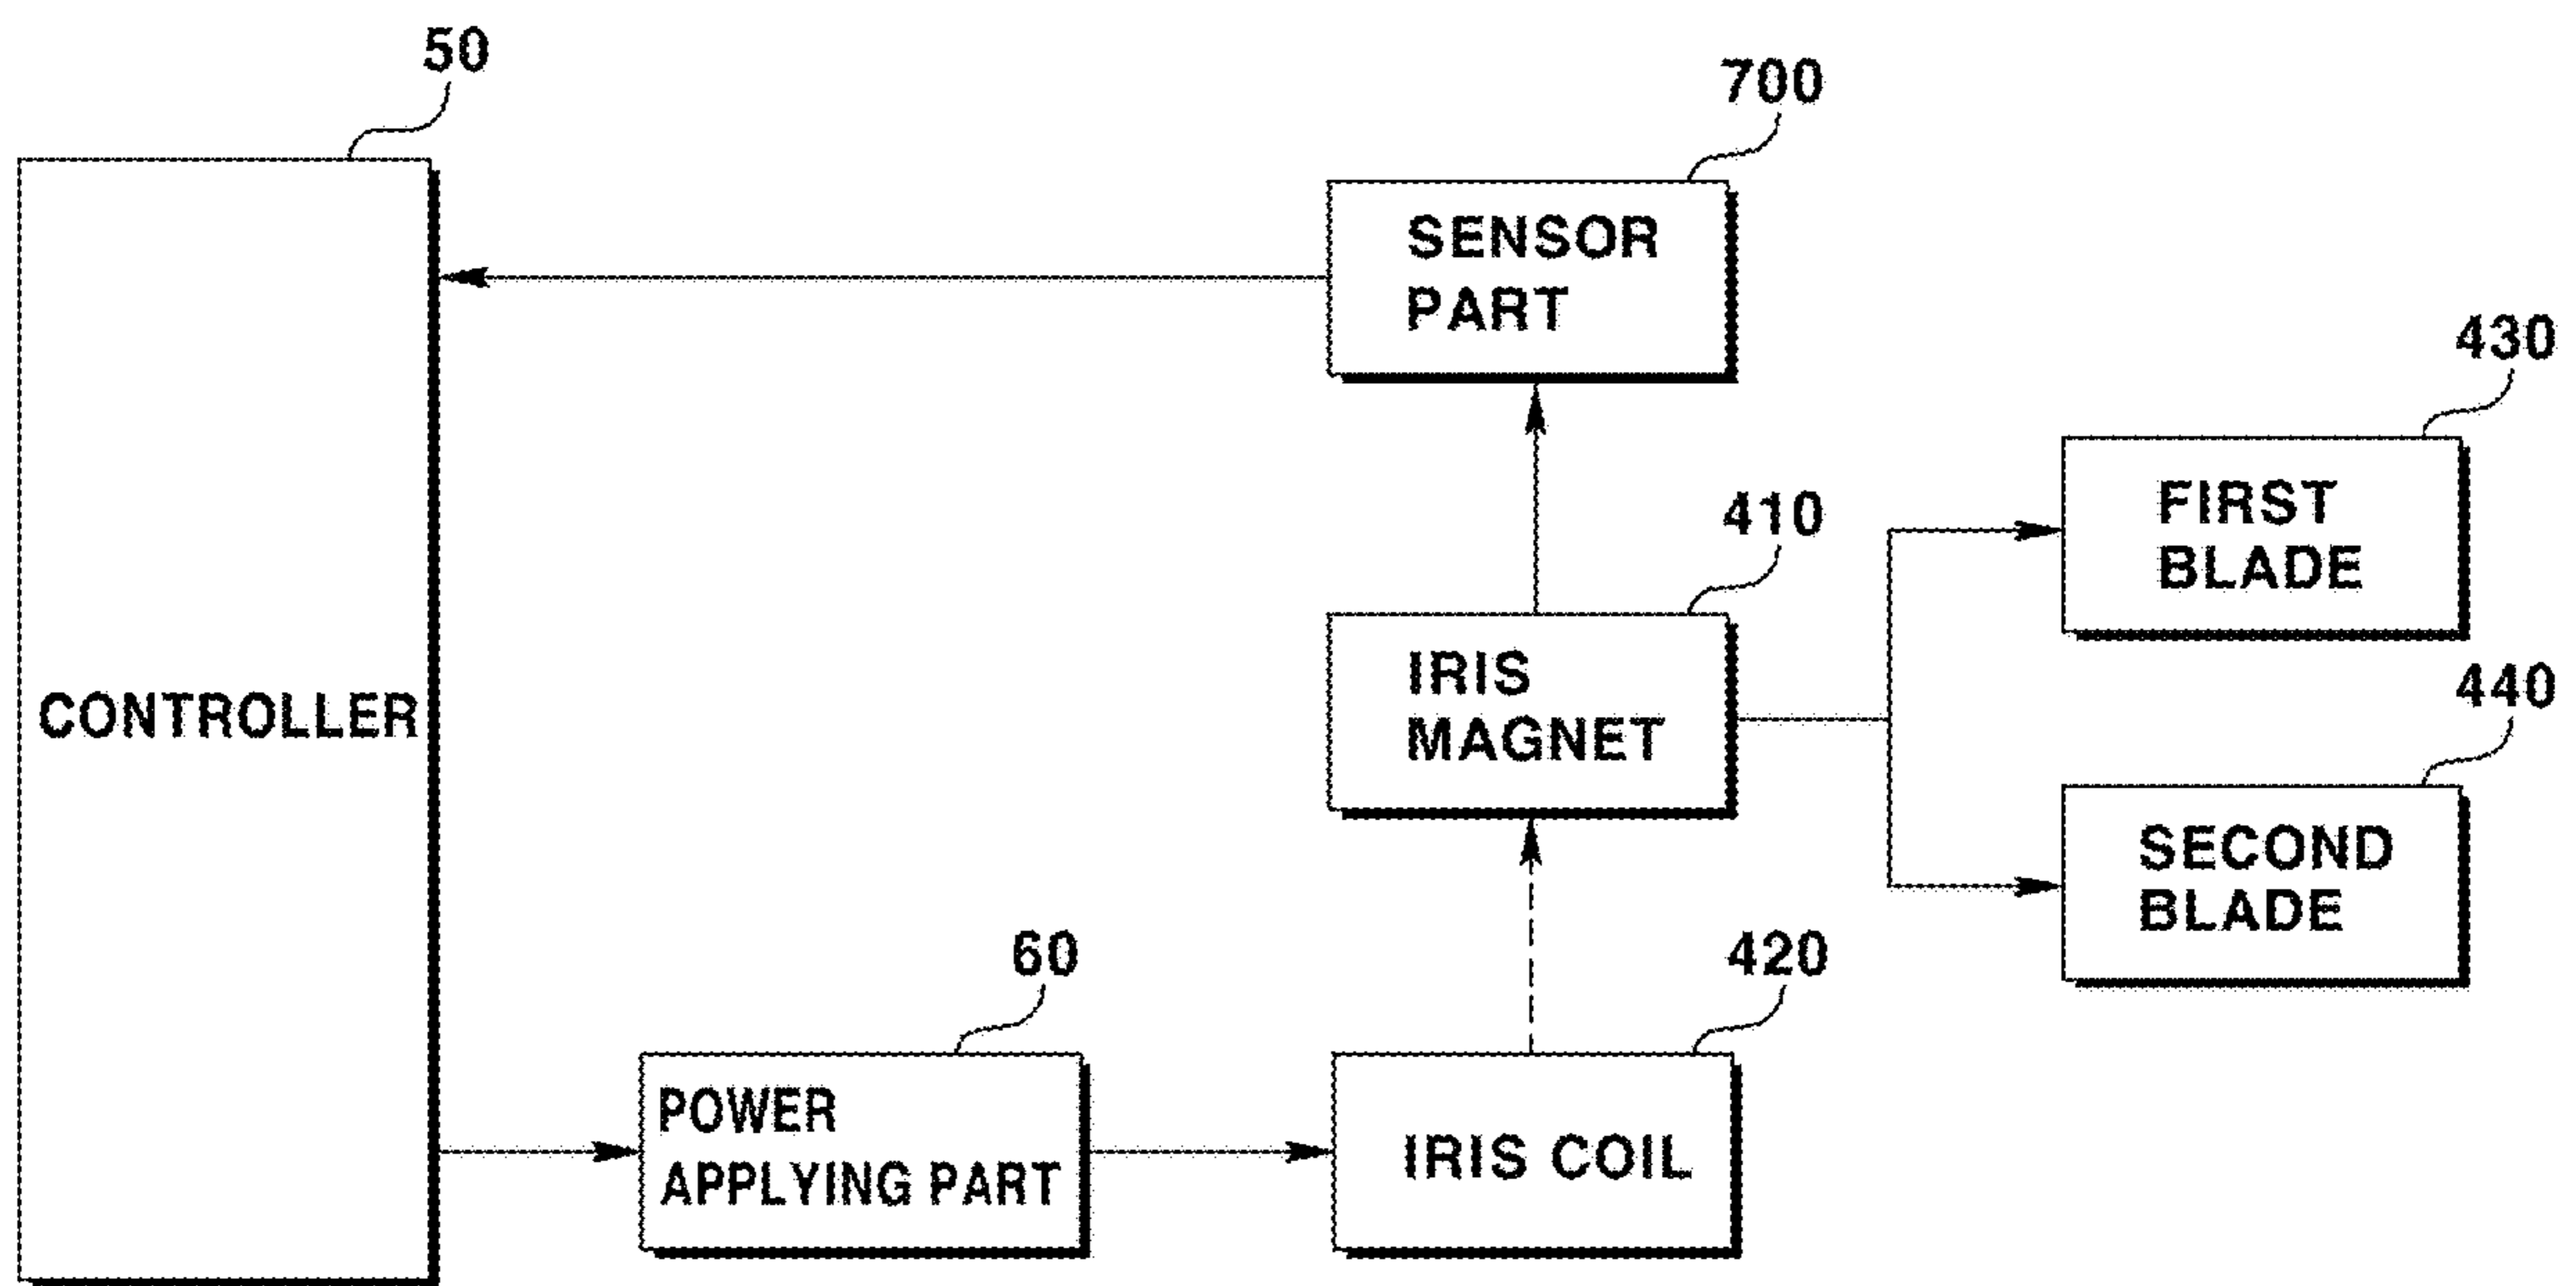 50
700
SENSOR
PART
430
FIRST
BLADE
410
IRIS
MAGNET
CONTROLLER
440
SECOND
BLADE
60
POWER
APPLYING PART
420
IRIS COIL